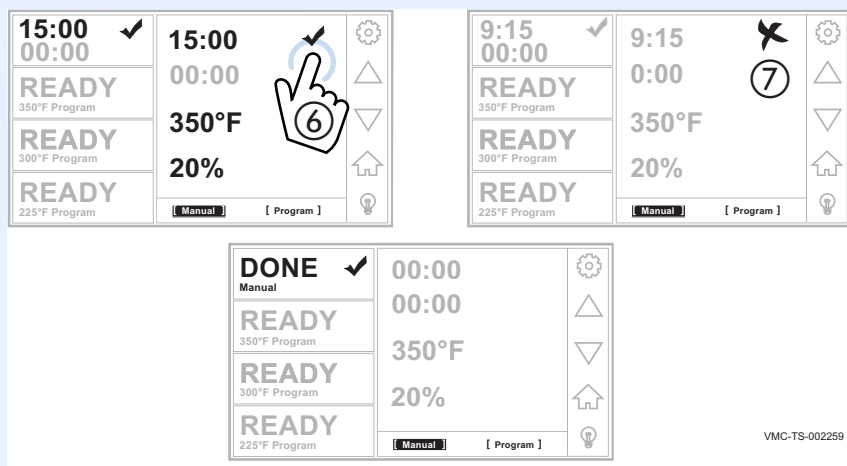 15:00
00:00
READY
350°F Program
READY
300°F Program
READY
225°F Program
15:00
00:00
350°F
20%
[ Manual ]
[ Program ]
6
9:15
00:00
READY
350°F Program
READY
300°F Program
READY
225°F Program
9:15
0:00
350°F
20%
[ Manual ]
[ Program ]
7
DONE
Manual
READY
350°F Program
READY
300°F Program
READY
225°F Program
00:00
00:00
350°F
20%
[ Manual ]
[ Program ]
VMC-TS-002259